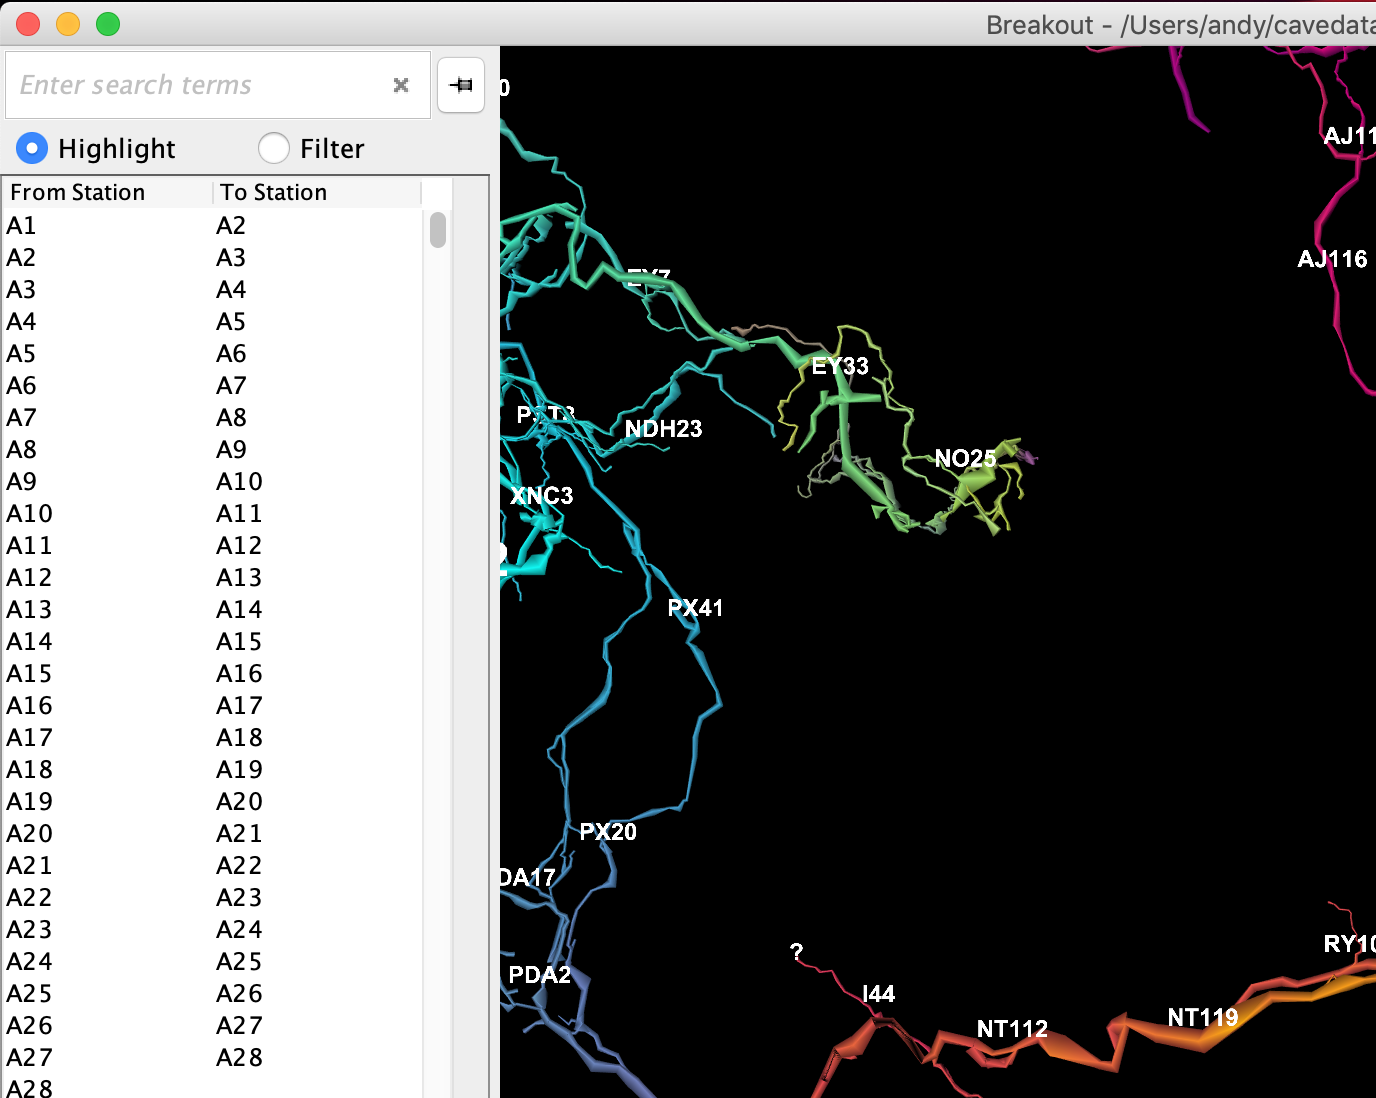 Breakout - /Users/andy/cavedata
Enter search terms
Highlight Filter
From Station To Station
A1 A2
A2 A3
A3 A4
A4 A5
A5 A6
A6 A7
A7 A8
A8 A9
A9 A10
A10 A11
A11 A12
A12 A13
A13 A14
A14 A15
A15 A16
A16 A17
A17 A18
A18 A19
A19 A20
A20 A21
A21 A22
A22 A23
A23 A24
A24 A25
A25 A26
A26 A27
A27 A28
A28
0
AJ11
AJ116
EY7
EY33
NDH23
NO25
XNC3
PX41
PX20
DA17
PDA2
?
I44
RY10
NT112
NT119